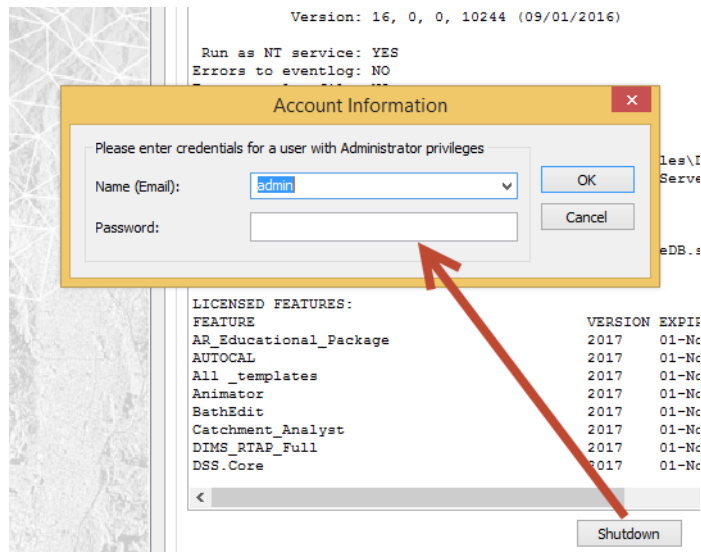 Version: 16, 0, 0, 10244 (09/01/2016)
Run as NT service: YES
Errors to eventlog: NO
Account Information
Please enter credentials for a user with Administrator privileges
Name (Email): admin
OK
Password:
Cancel
LICENSED FEATURES:
FEATURE VERSION
AR_Educational_Package 2017
AUTOCAL 2017
All _templates 2017
Animator 2017
BathEdit 2017
Catchment_Analyst 2017
DIMS_RTAP_Full 2017
DSS.Core 2017
Shutdown